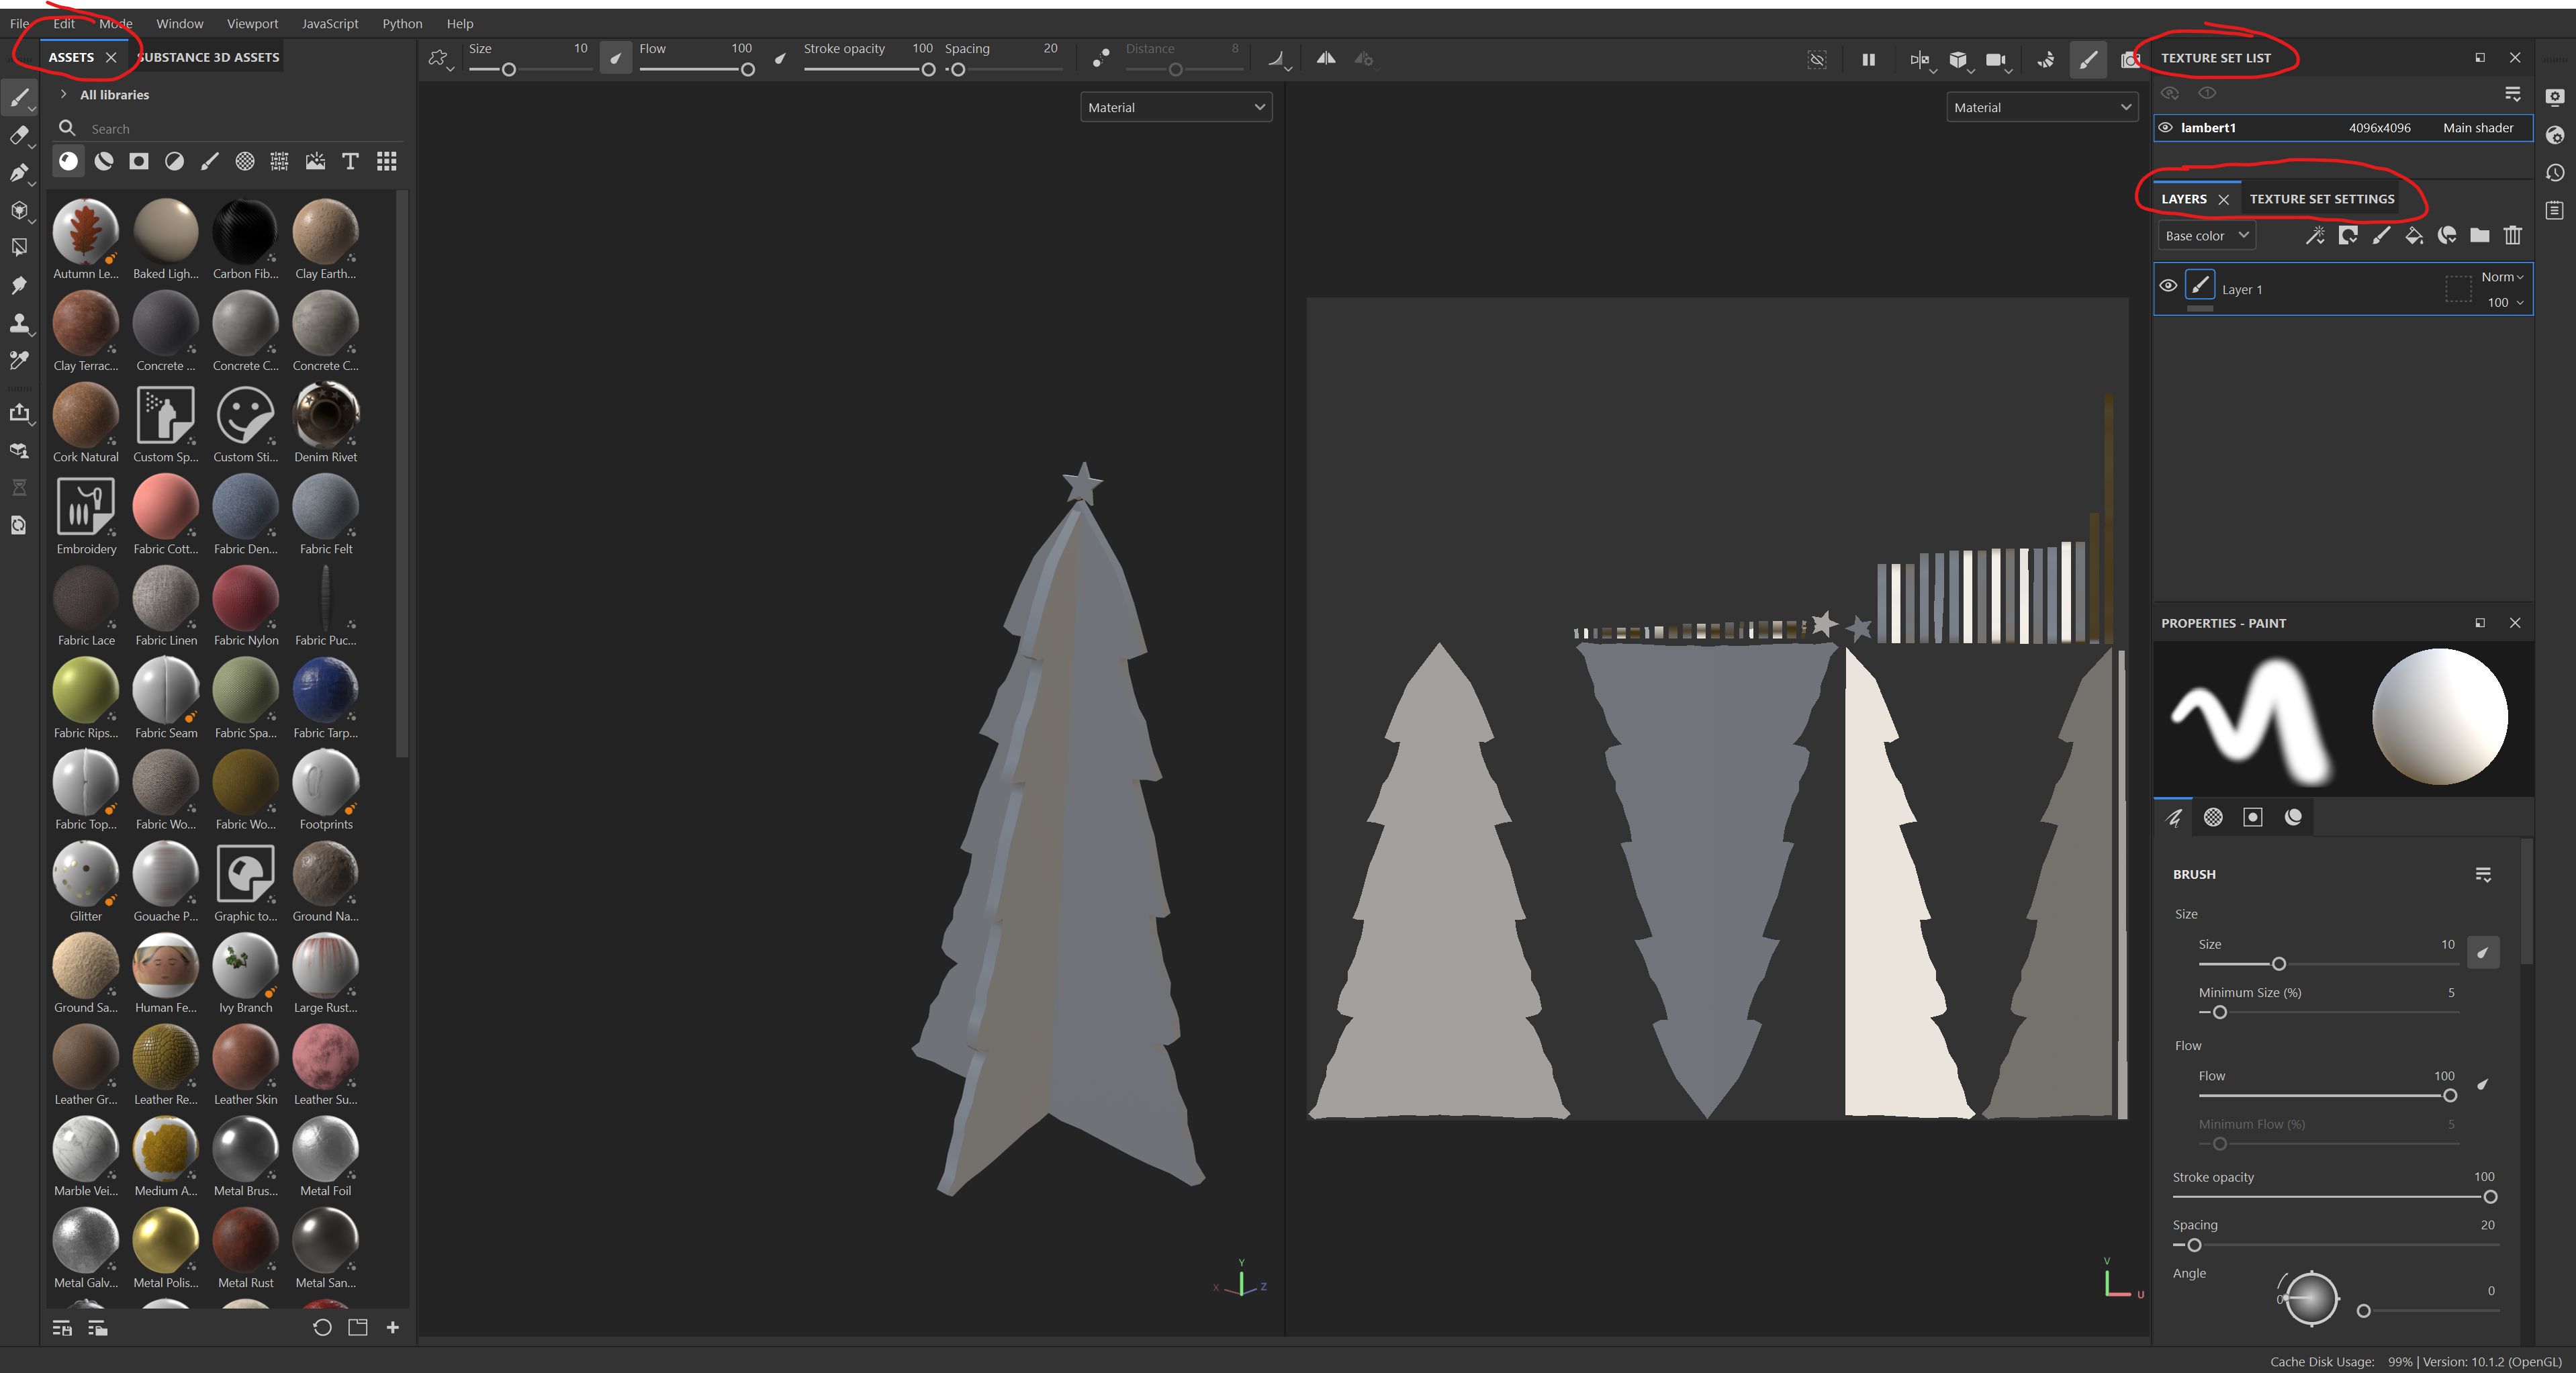 File Edit Mode Window Viewport JavaScript Python Help
ASSETS SUBSTANCE 3D ASSETS
Size 10 Flow 100 Stroke opacity 100 Spacing 20 Distance 8
TEXTURE SET LIST
All libraries
Search
Material
Material
lambert1 4096x4096 Main shader
LAYERS TEXTURE SET SETTINGS
Base color
Layer 1 Norm
100
Autumn Le... Baked Ligh... Carbon Fib... Clay Earth...
Clay Terrac... Concrete ... Concrete C... Concrete C...
Cork Natural Custom Sp... Custom Sti... Denim Rivet
Embroidery Fabric Cott... Fabric Den... Fabric Felt
Fabric Lace Fabric Linen Fabric Nylon Fabric Puc...
Fabric Rips... Fabric Seam Fabric Spa... Fabric Tarp...
Fabric Top... Fabric Wo... Fabric Wo... Footprints
Glitter Gouache P... Graphic to... Ground Na...
Ground Sa... Human Fe... Ivy Branch Large Rust...
Leather Gr... Leather Re... Leather Skin Leather Su...
Marble Vei... Medium A... Metal Brus... Metal Foil
Metal Galv... Metal Polis... Metal Rust Metal San...
Y
X Z
V
U
PROPERTIES - PAINT
BRUSH
Size
Size 10
Minimum Size (%) 5
Flow
Flow 100
Minimum Flow (%) 5
Stroke opacity 100
Spacing 20
Angle
0 0
Cache Disk Usage: 99% | Version: 10.1.2 (OpenGL)